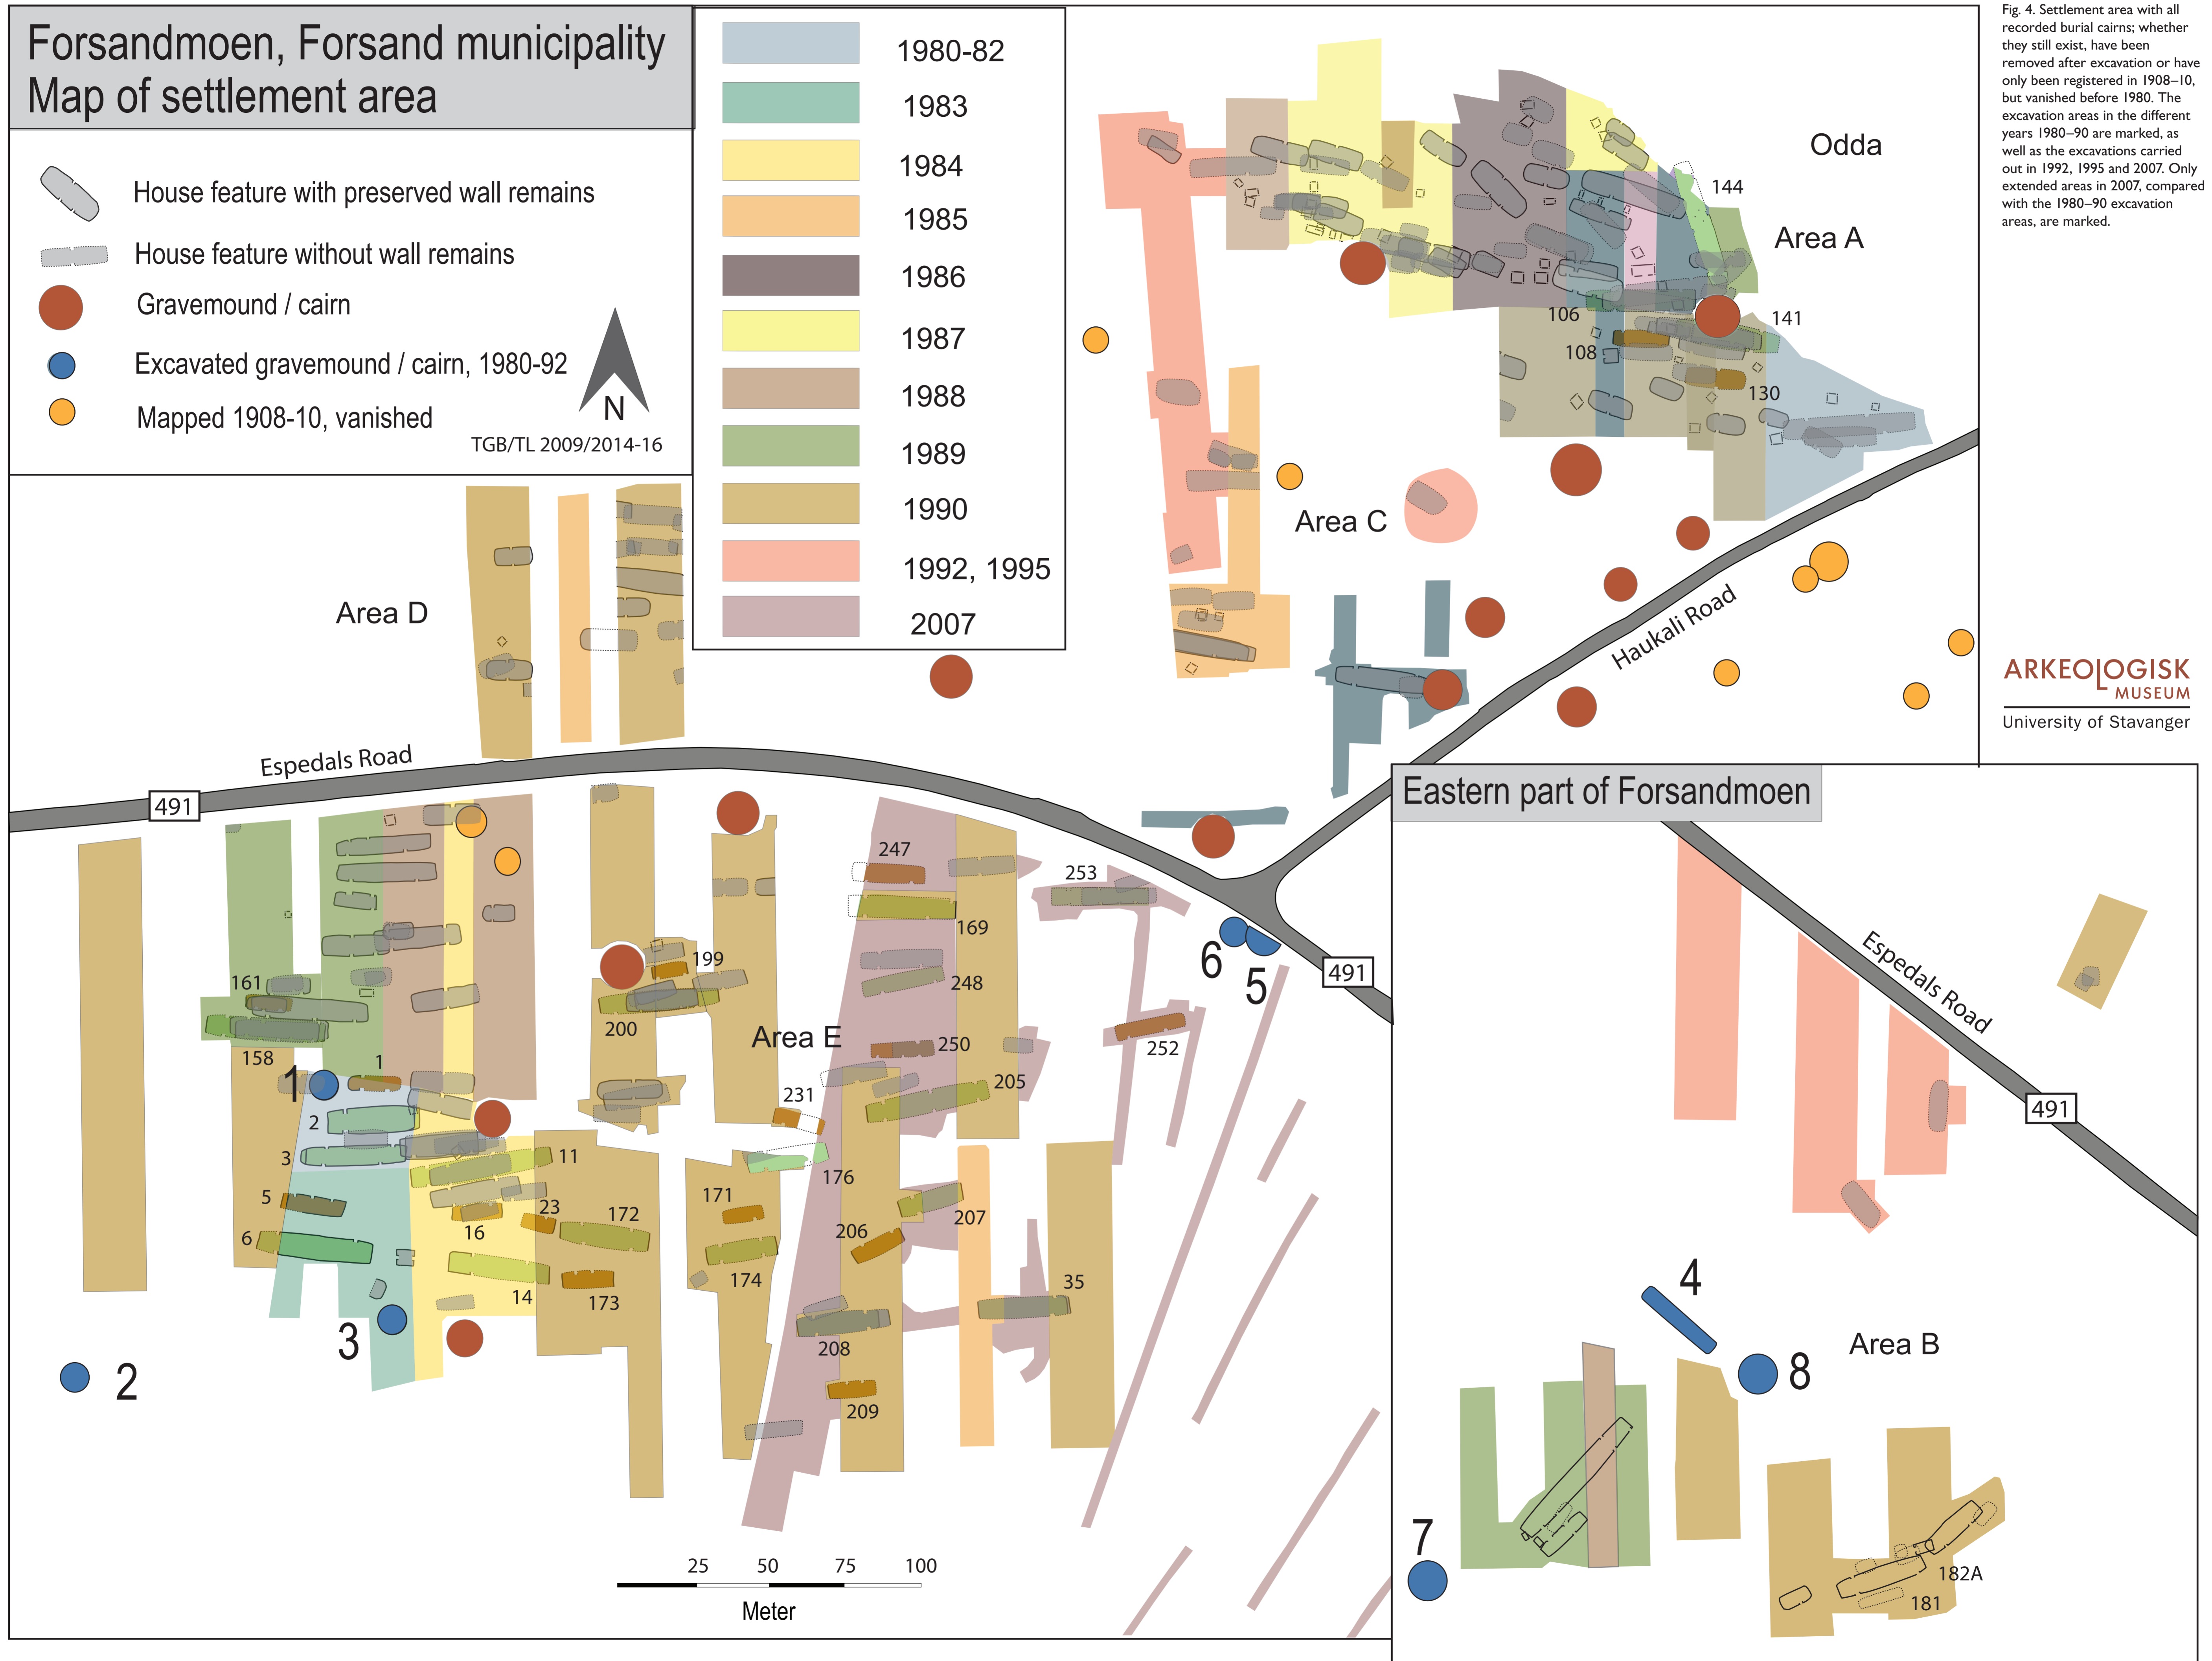 Forsandmoen, Forsand municipality
Map of settlement area
House feature with preserved wall remains
House feature without wall remains
Gravemound / cairn
Excavated gravemound / cairn, 1980-92
Mapped 1908-10, vanished
N
TGB/TL 2009/2014-16
1980-82
1983
1984
1985
1986
1987
1988
1989
1990
1992, 1995
2007
Fig. 4. Settlement area with all
recorded burial cairns; whether
they still exist, have been
removed after excavation or have
only been registered in 1908–10,
but vanished before 1980. The
excavation areas in the different
years 1980–90 are marked, as
well as the excavations carried
out in 1992, 1995 and 2007. Only
extended areas in 2007, compared
with the 1980–90 excavation
areas, are marked.
Odda
144
Area A
106
141
108
130
Area C
Haukali Road
Area D
ARKEOLOGISK
MUSEUM
University of Stavanger
Espedals Road
491
247
253
169
199
6
5
491
161
248
200
Area E
158
1
1
250
252
205
231
2
3
11
176
5
171
23
172
207
16
206
6
174
35
14
173
3
208
2
209
25
50
75
100
Meter
Eastern part of Forsandmoen
Espedals Road
491
4
Area B
8
7
182A
181